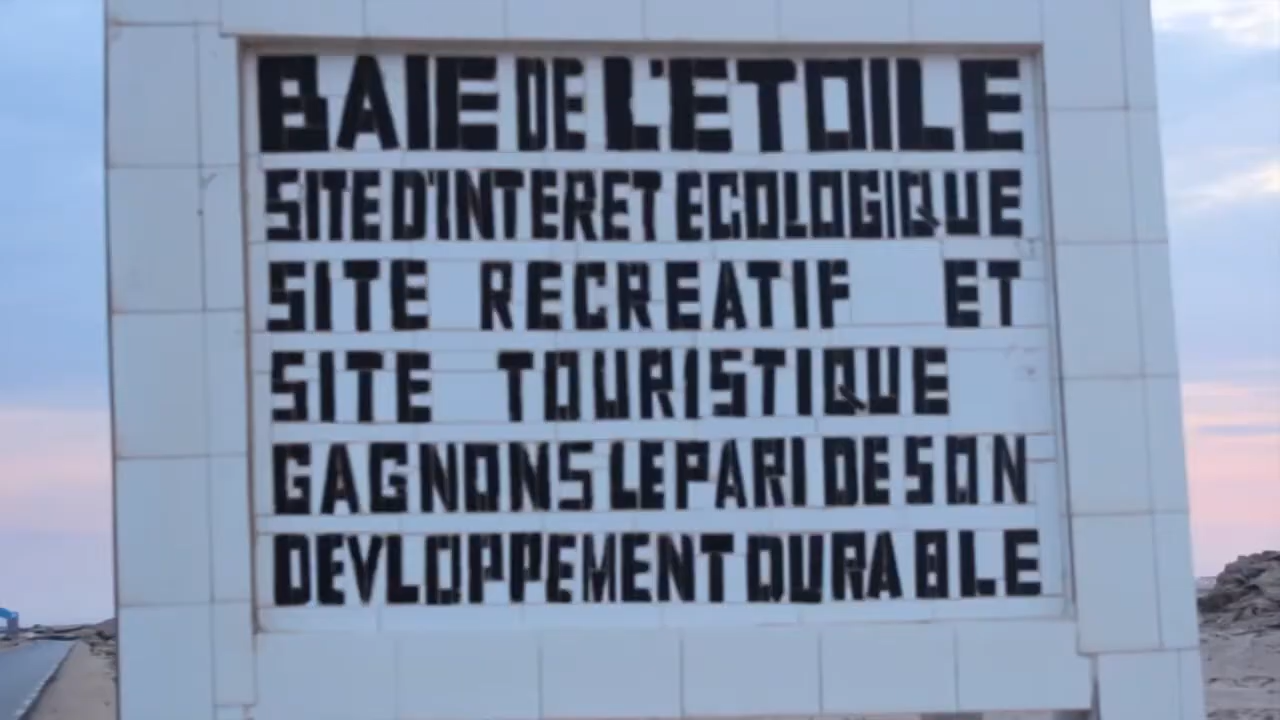 BAIE DE L'ETOILE
SITE D'INTERET ECOLOGIQUE
SITE RECREATIF ET
SITE TOURISTIQUE
GAGNONS LE PARI DE SON
DEVLOPPEMENT DURABLE